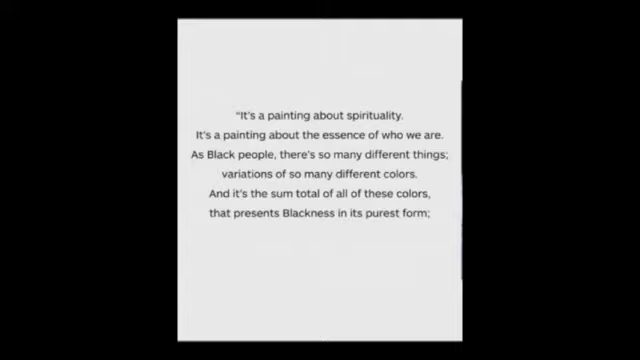 “It’s a painting about spirituality.
It’s a painting about the essence of who we are.
As Black people, there’s so many different things;
variations of so many different colors.
And it’s the sum total of all of these colors,
that presents Blackness in its purest form;